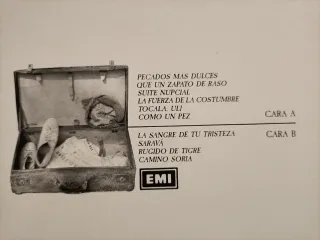 PECADOS MAS DULCES
QUE UN ZAPATO DE RASO
SUITE NUPCIAL
LA FUERZA DE LA COSTUMBRE
TOCALA, ULI
COMO UN PEZ CARA A
LA SANGRE DE TU TRISTEZA CARA B
SARAVA
RUGIDO DE TIGRE
CAMINO SORIA
EMI